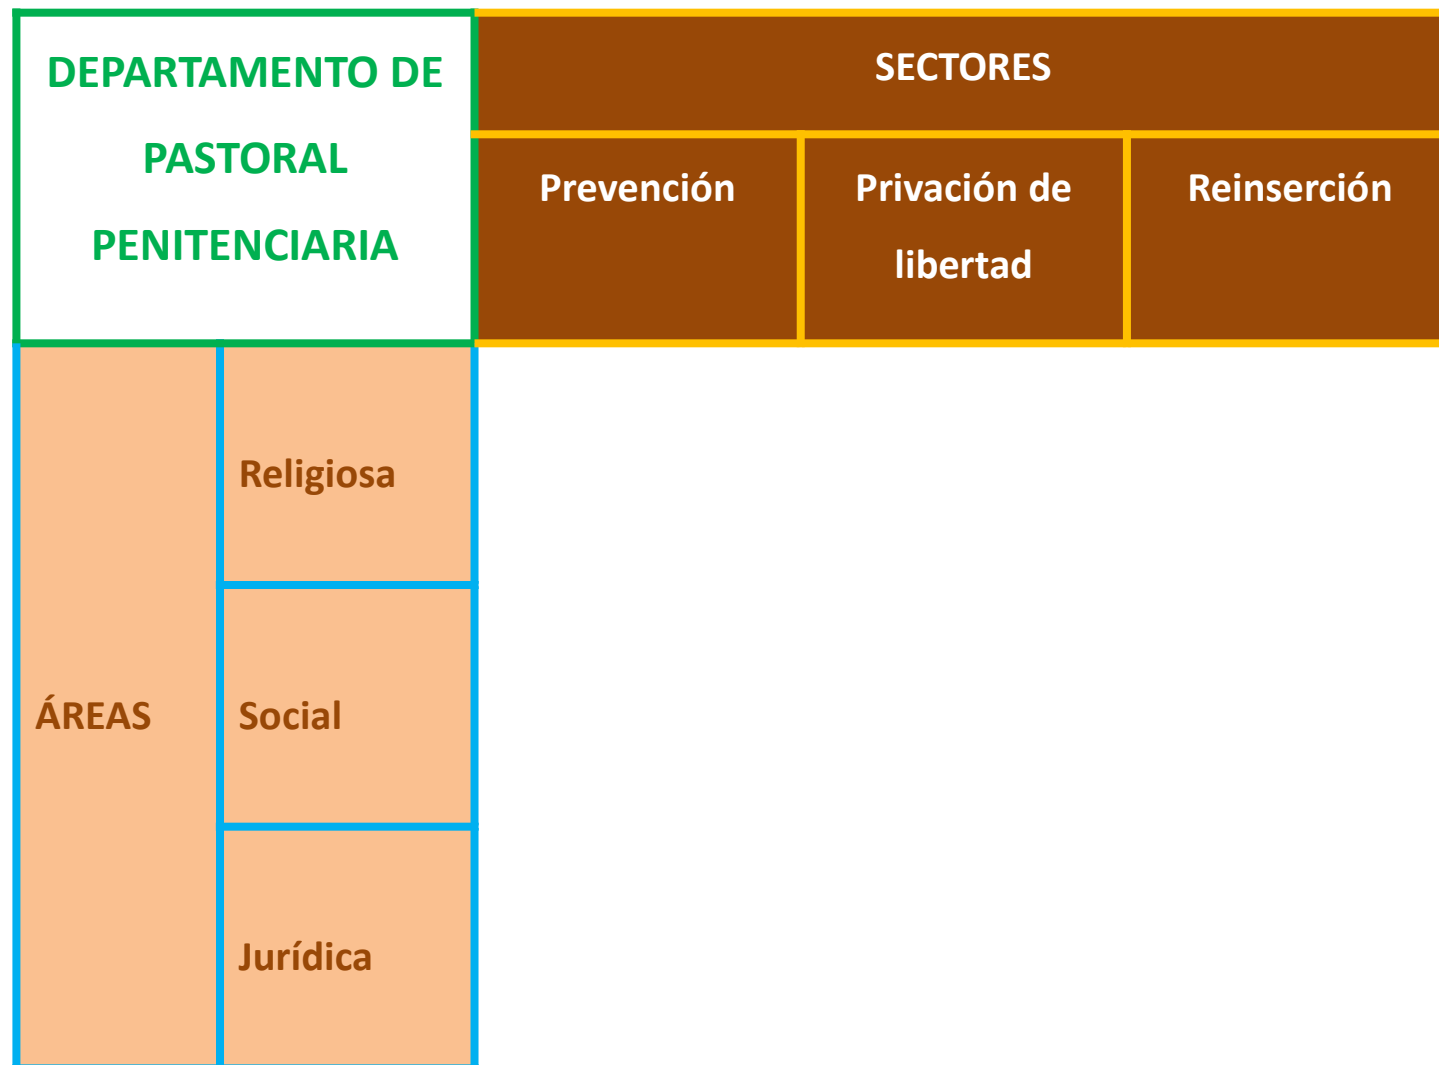 DEPARTAMENTO DE
PASTORAL
PENITENCIARIA
SECTORES
Prevención
Privación de
libertad
Reinserción
ÁREAS
Religiosa
Social
Jurídica